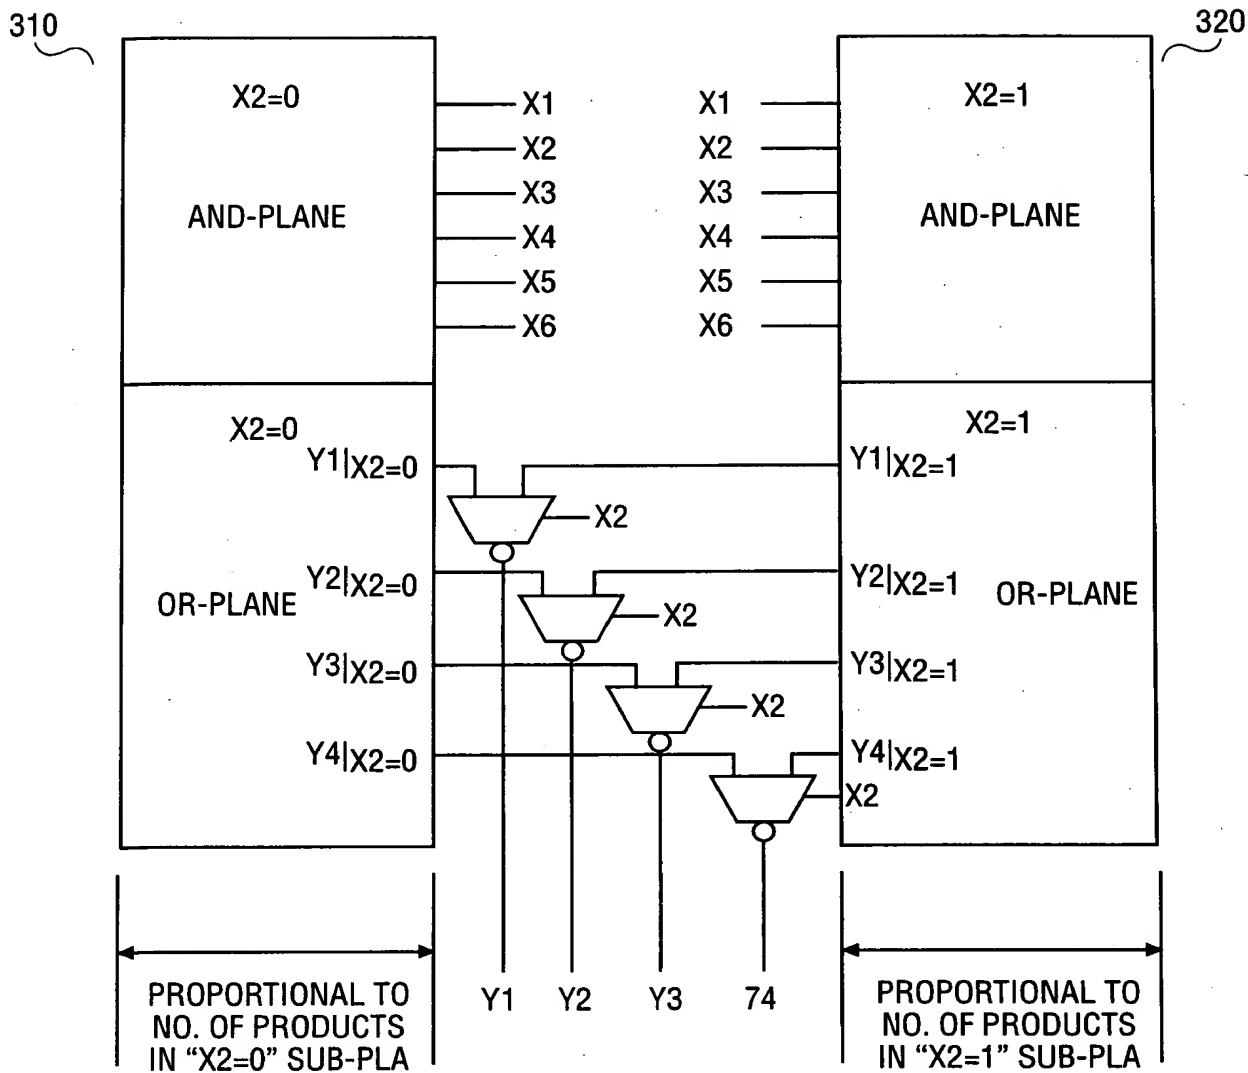 310
320
X2=0
X2=1
X1
X1
X2
X2
X3
X3
AND-PLANE
AND-PLANE
X4
X4
X5
X5
X6
X6
X2=0
X2=1
Y1|X2=0
Y1|X2=1
X2
Y2|X2=0
Y2|X2=1
OR-PLANE
OR-PLANE
X2
Y3|X2=0
Y3|X2=1
X2
Y4|X2=0
Y4|X2=1
X2
Y1
Y2
Y3
74
PROPORTIONAL TO
NO. OF PRODUCTS
IN “X2=0” SUB-PLA
PROPORTIONAL TO
NO. OF PRODUCTS
IN “X2=1” SUB-PLA